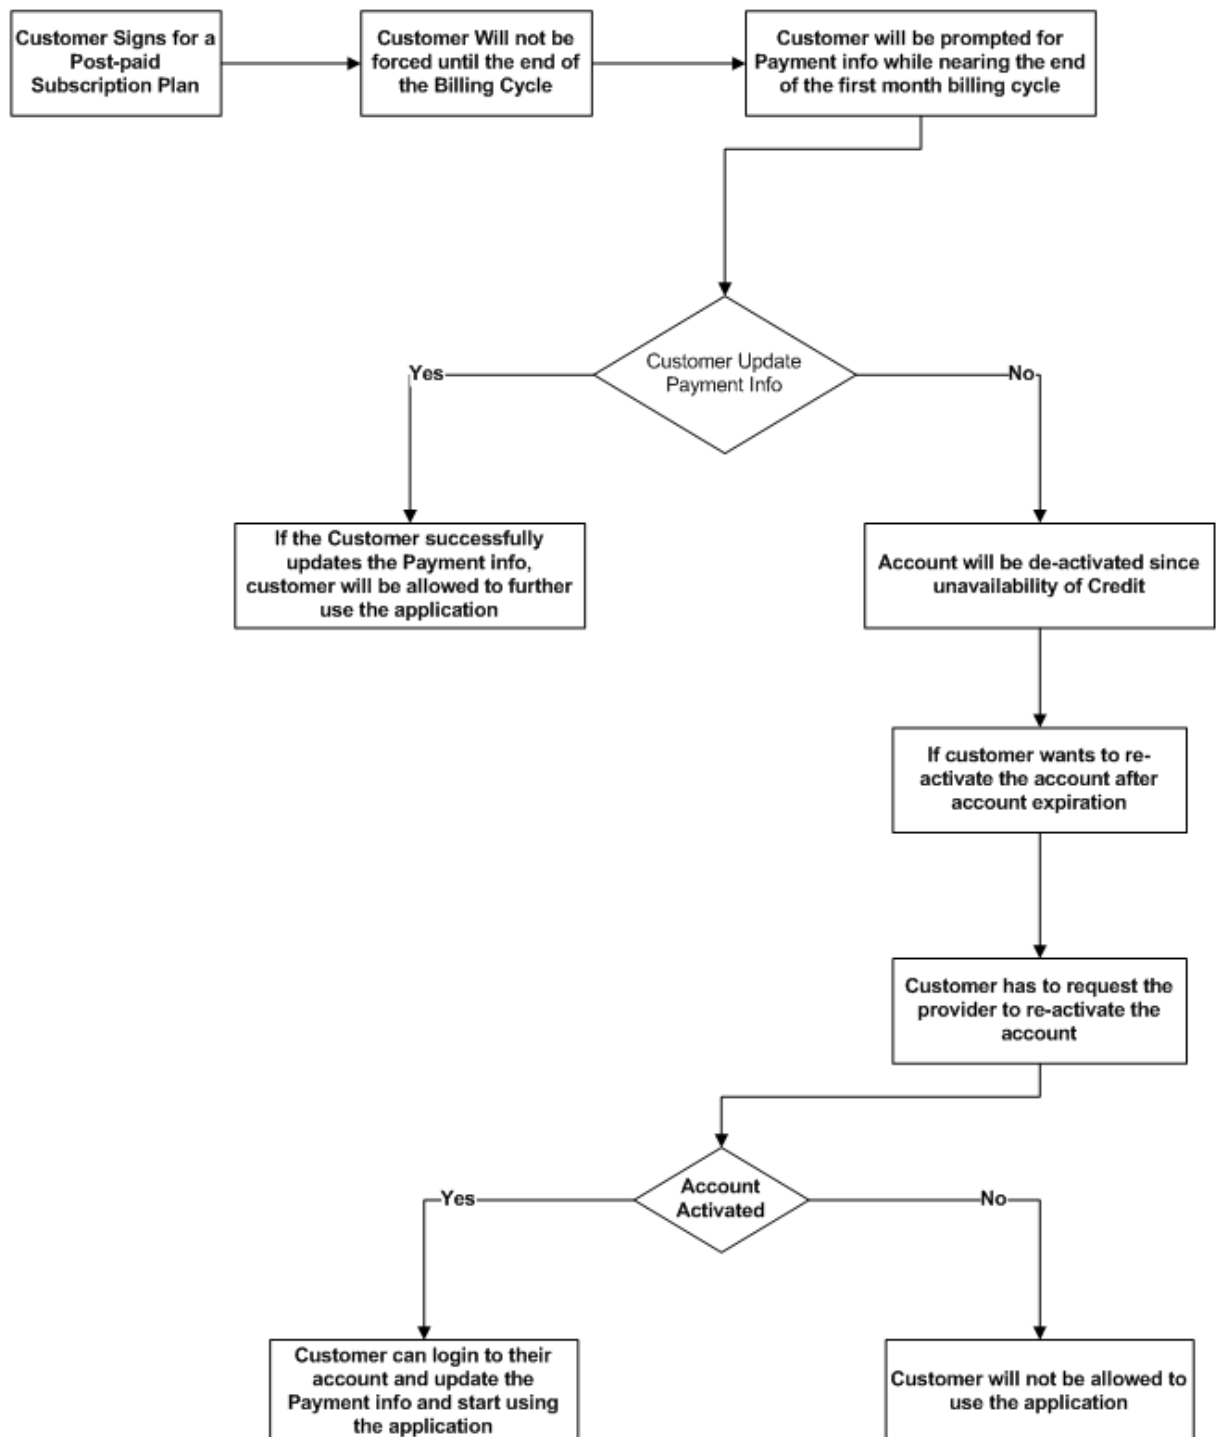 Customer Signs for a
Post-paid
Subscription Plan
Customer Will not be
forced until the end of
the Billing Cycle
Customer will be prompted for
Payment info while nearing the end
of the first month billing cycle
Customer Update
Payment Info
Yes
No
If the Customer successfully
updates the Payment info,
customer will be allowed to further
use the application
Account will be de-activated since
unavailability of Credit
If customer wants to re-
activate the account after
account expiration
Customer has to request the
provider to re-activate the
account
Account
Activated
Yes
No
Customer can login to their
account and update the
Payment info and start using
the application
Customer will not be allowed to
use the application